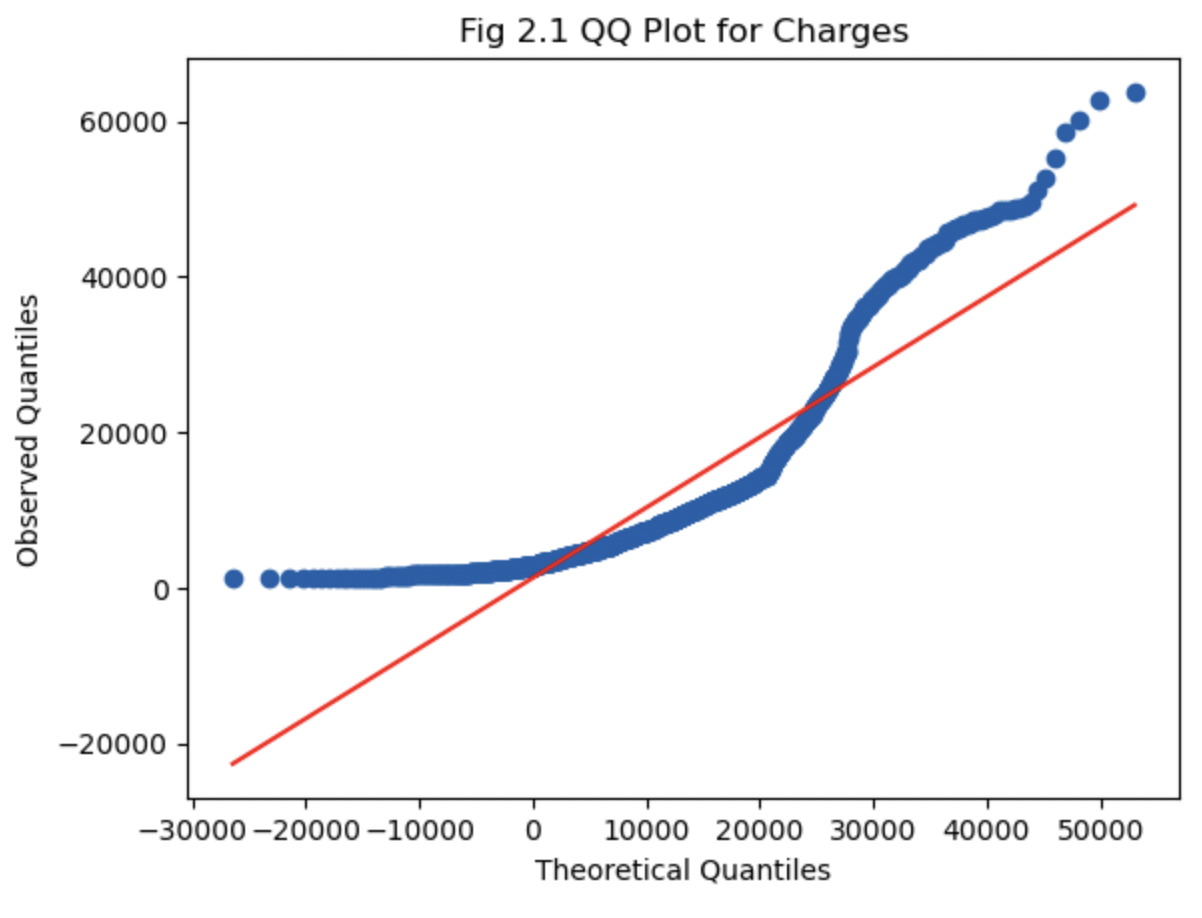 Fig 2.1 QQ Plot for Charges
60000
40000
20000
0
−20000
Observed Quantiles
−30000 −20000 −10000 0 10000 20000 30000 40000 50000
Theoretical Quantiles